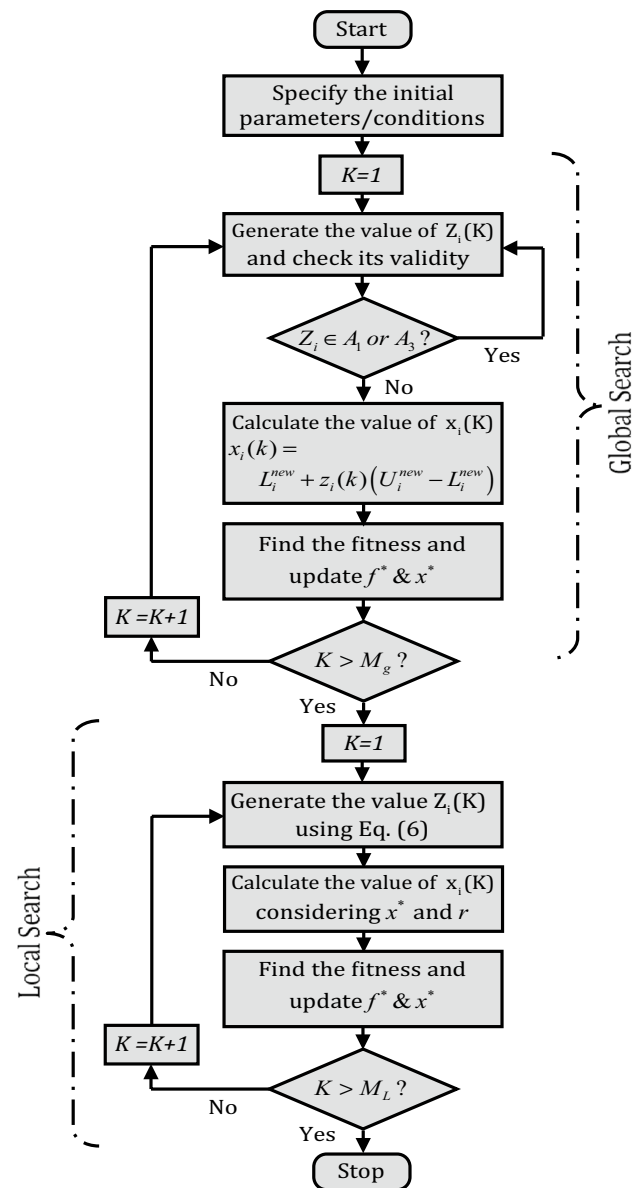 Start
Specify the initial
parameters/conditions
K=1
Generate the value of Z_i(K)
and check its validity
Z_i ∈ A_1 or A_3 ?
Yes
No
Calculate the value of x_i(K)
x_i(k) =
L_i^{new} + z_i(k)(U_i^{new} − L_i^{new})
Find the fitness and
update f^* & x^*
K=K+1
K > M_g ?
No
Yes
Global Search
K=1
Generate the value Z_i(K)
using Eq. (6)
Calculate the value of x_i(K)
considering x^* and r
Find the fitness and
update f^* & x^*
K=K+1
K > M_L ?
No
Yes
Stop
Local Search